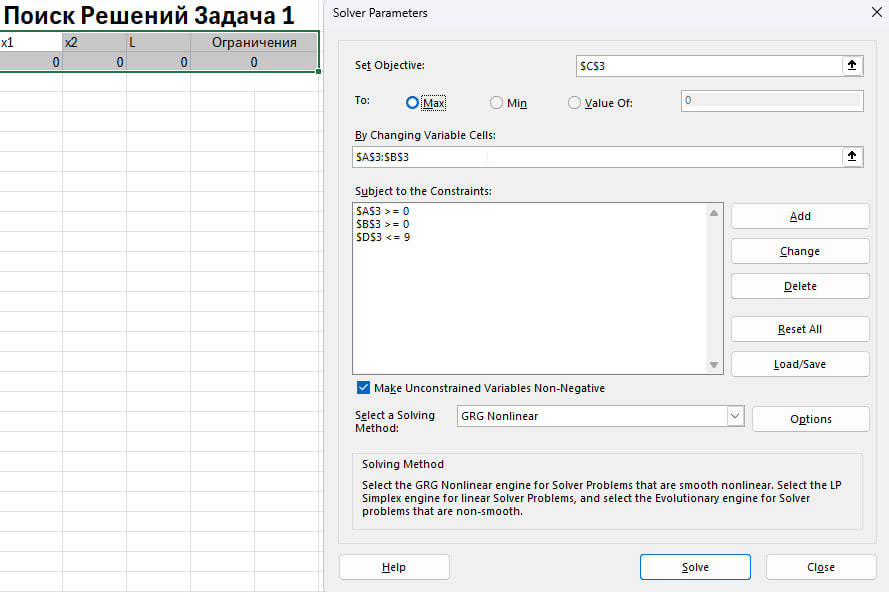 Поиск Решений Задача 1
x1 x2 L Ограничения
0 0 0 0
Solver Parameters
Set Objective: $C$3
To: Max Min Value Of: 0
By Changing Variable Cells:
$A$3:$B$3
Subject to the Constraints:
$A$3 >= 0
$B$3 >= 0
$D$3 <= 9
Add
Change
Delete
Reset All
Load/Save
Make Unconstrained Variables Non-Negative
Select a Solving
Method:
GRG Nonlinear
Options
Solving Method
Select the GRG Nonlinear engine for Solver Problems that are smooth nonlinear. Select the LP
Simplex engine for linear Solver Problems, and select the Evolutionary engine for Solver
problems that are non-smooth.
Help
Solve
Close